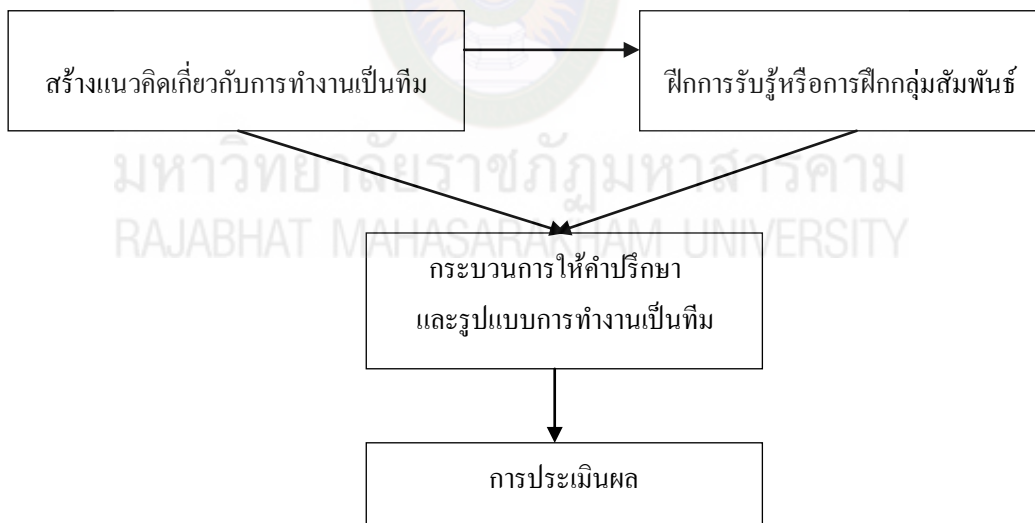 สร้างแนวคิดเกี่ยวกับการทำงานเป็นทีม
ฝึกการรับรู้หรือการฝึกกลุ่มสัมพันธ์
มหาวิทยาลัยราชภัฏมหาสารคาม
RAJABHAT MAHASARAKHAM UNIVERSITY
กระบวนการให้คำปรึกษา
และรูปแบบการทำงานเป็นทีม
การประเมินผล